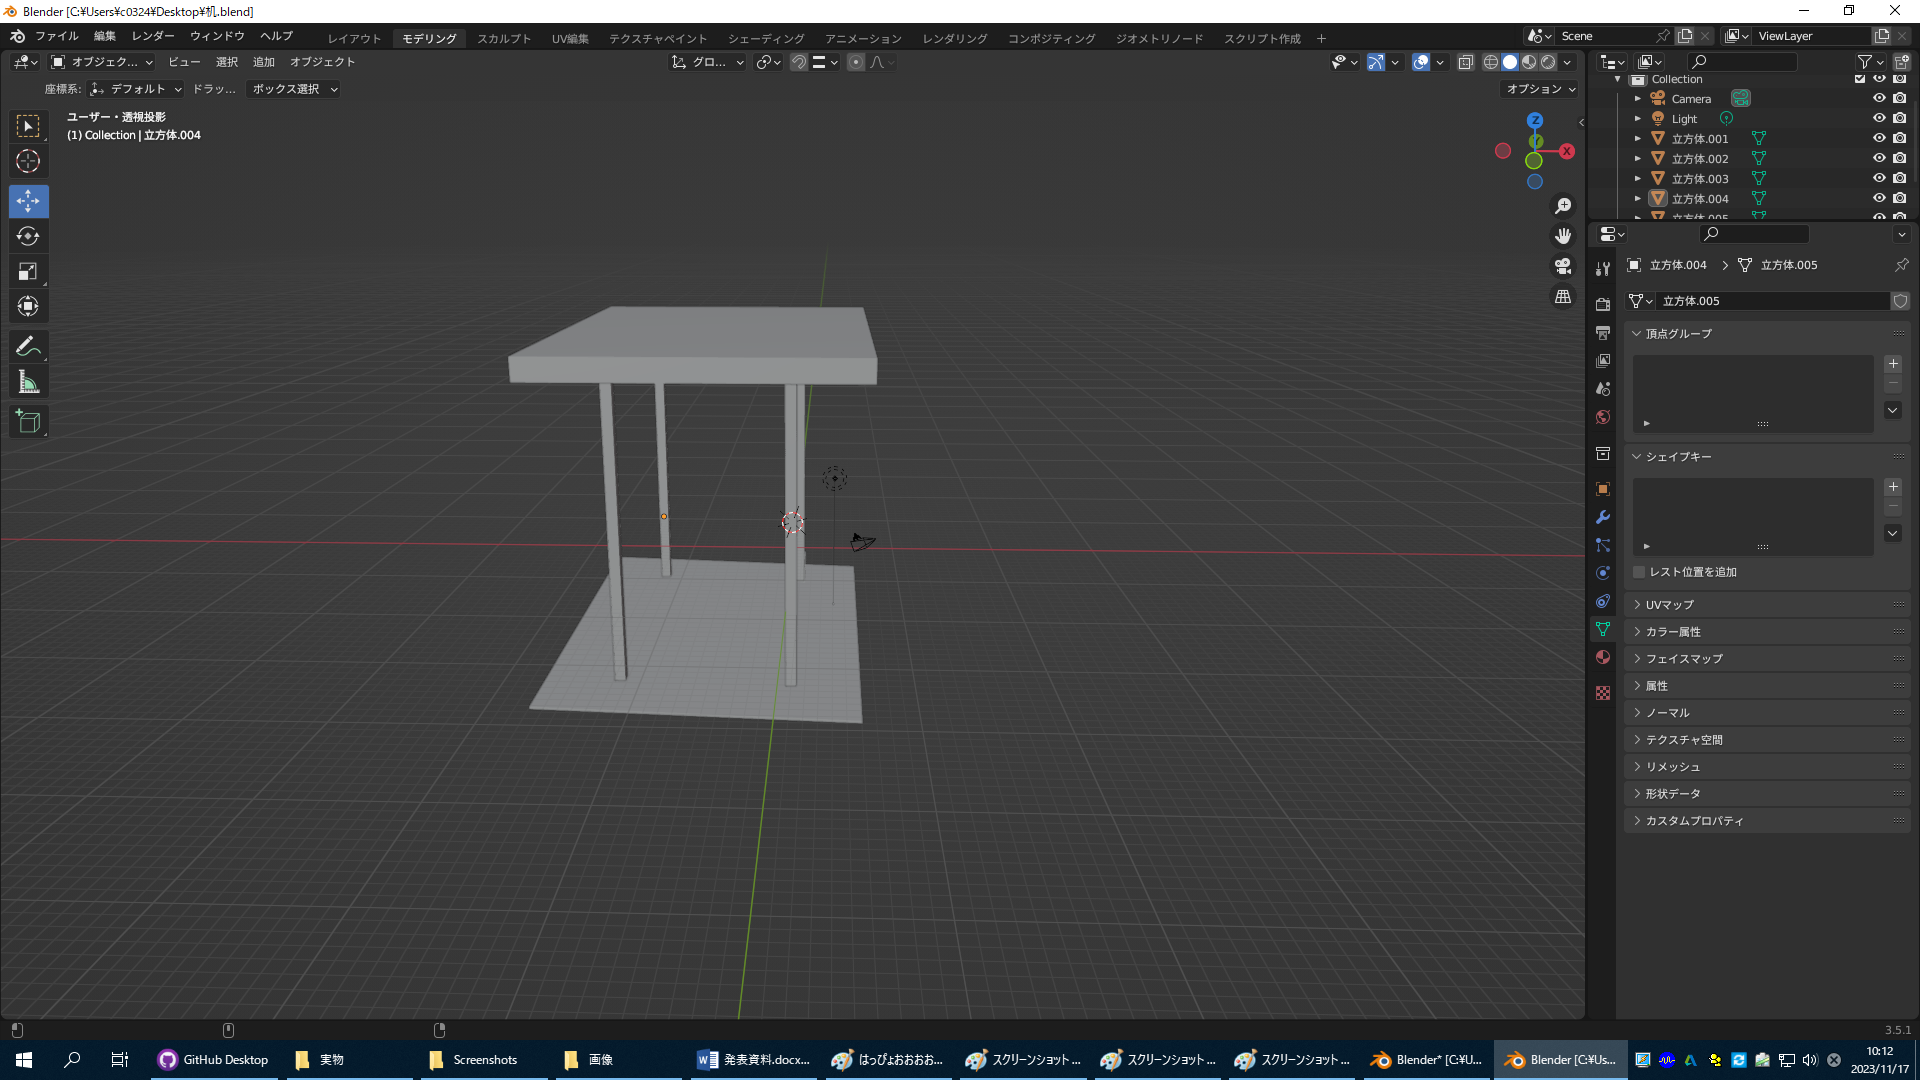 Blender [C:¥Users¥c0324¥Desktop¥机.blend]
ファイル 編集 レンダー ウィンドウ ヘルプ レイアウト モデリング スカルプト UV編集 テクスチャペイント シェーディング アニメーション レンダリング コンポジティング ジオメトリノード スクリプト作成 + Scene ViewLayer
オブジェク... ビュー 選択 追加 オブジェクト グロ...
座標系: デフォルト ドラッ... ボックス選択 オプション
ユーザー・透視投影
(1) Collection | 立方体.004
Z
Y
X
Collection
Camera
Light
立方体.001
立方体.002
立方体.003
立方体.004
立方体.005
立方体.004 > 立方体.005
立方体.005
頂点グループ
シェイプキー
レスト位置を追加
UVマップ
カラー属性
フェイスマップ
属性
ノーマル
テクスチャ空間
リメッシュ
形状データ
カスタムプロパティ
3.5.1
GitHub Desktop 実物 Screenshots 画像 発表資料.docx... はっぴょおおおお... スクリーンショット ... スクリーンショット ... スクリーンショット ... Blender* [C:¥U... Blender [C:¥Us...
10:12
2023/11/17